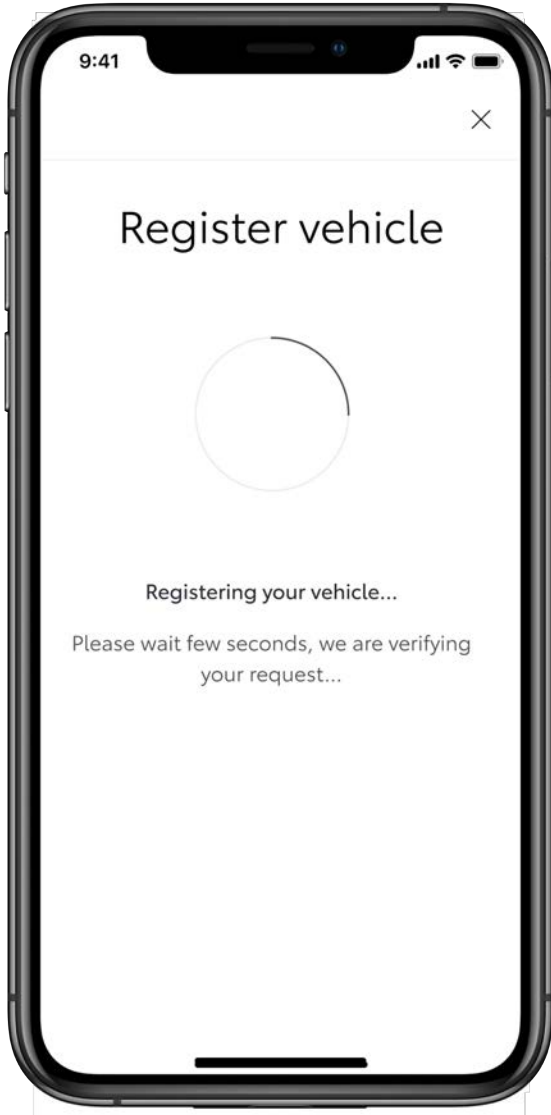 9:41
Register vehicle
Registering your vehicle...
Please wait few seconds, we are verifying
your request...